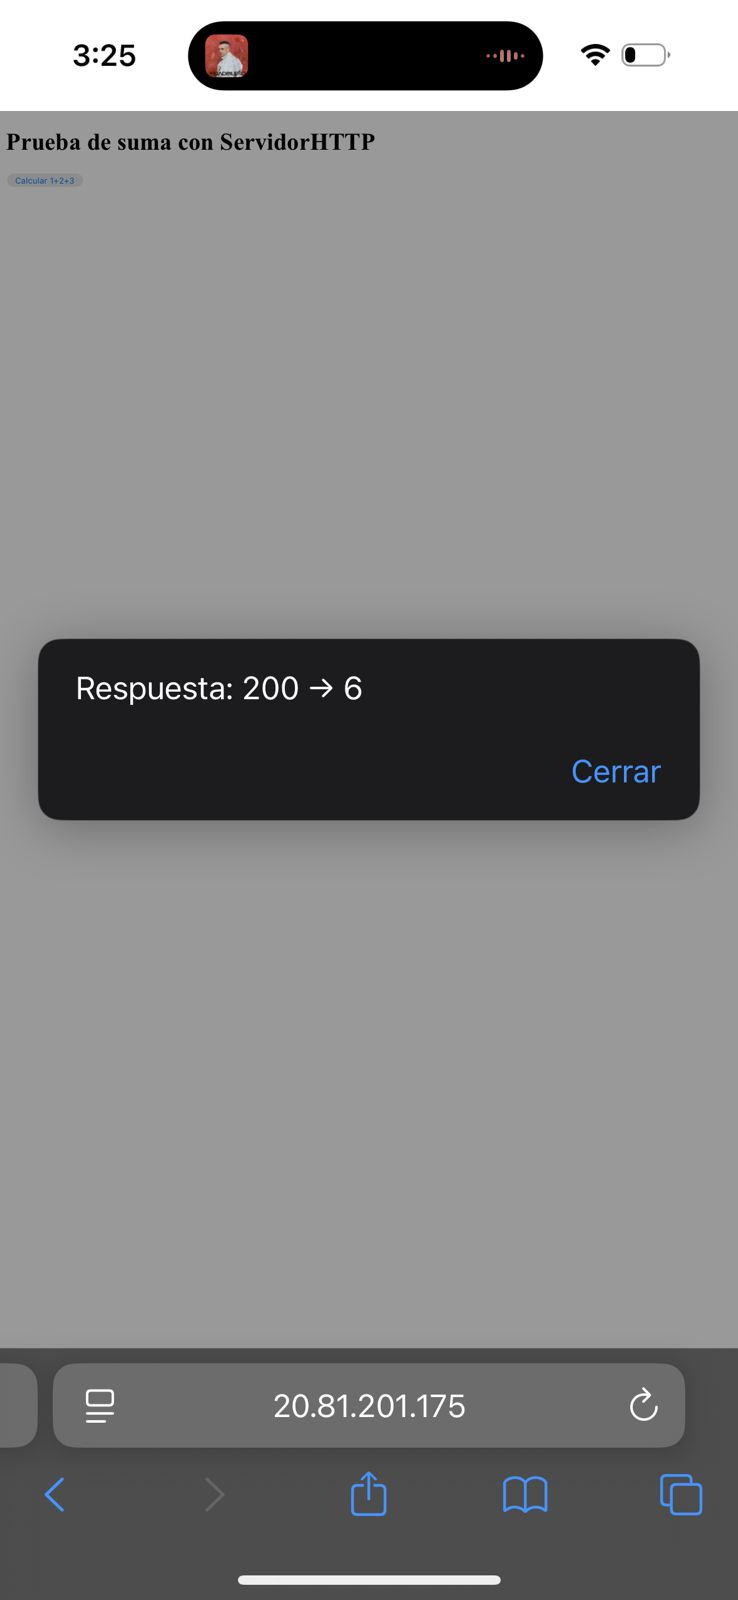 3:25
Prueba de suma con ServidorHTTP
Calcular 1+2+3
Respuesta: 200 → 6
Cerrar
20.81.201.175